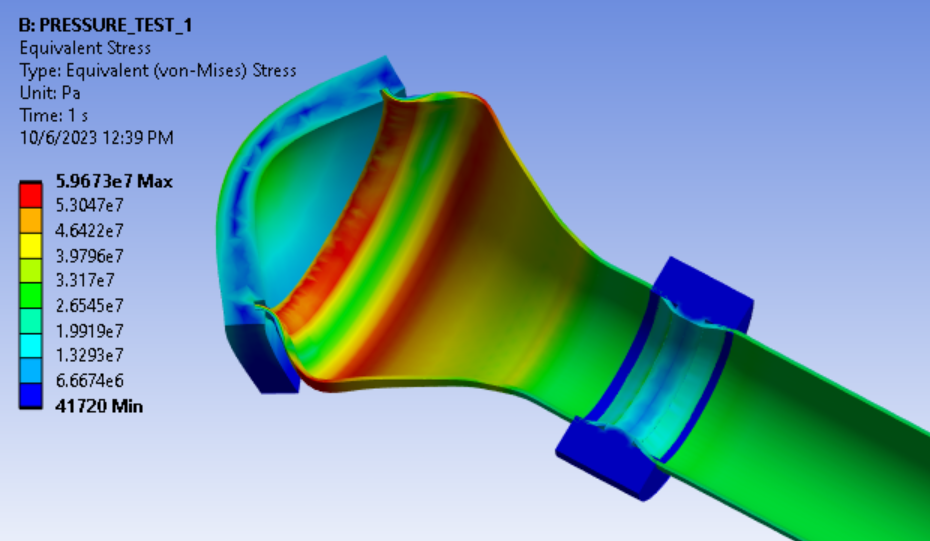 B: PRESSURE_TEST_1
Equivalent Stress
Type: Equivalent (von-Mises) Stress
Unit: Pa
Time: 1 s
10/6/2023 12:39 PM
5.9673e7 Max
5.3047e7
4.6422e7
3.9796e7
3.317e7
2.6545e7
1.9919e7
1.3293e7
6.6674e6
41720 Min